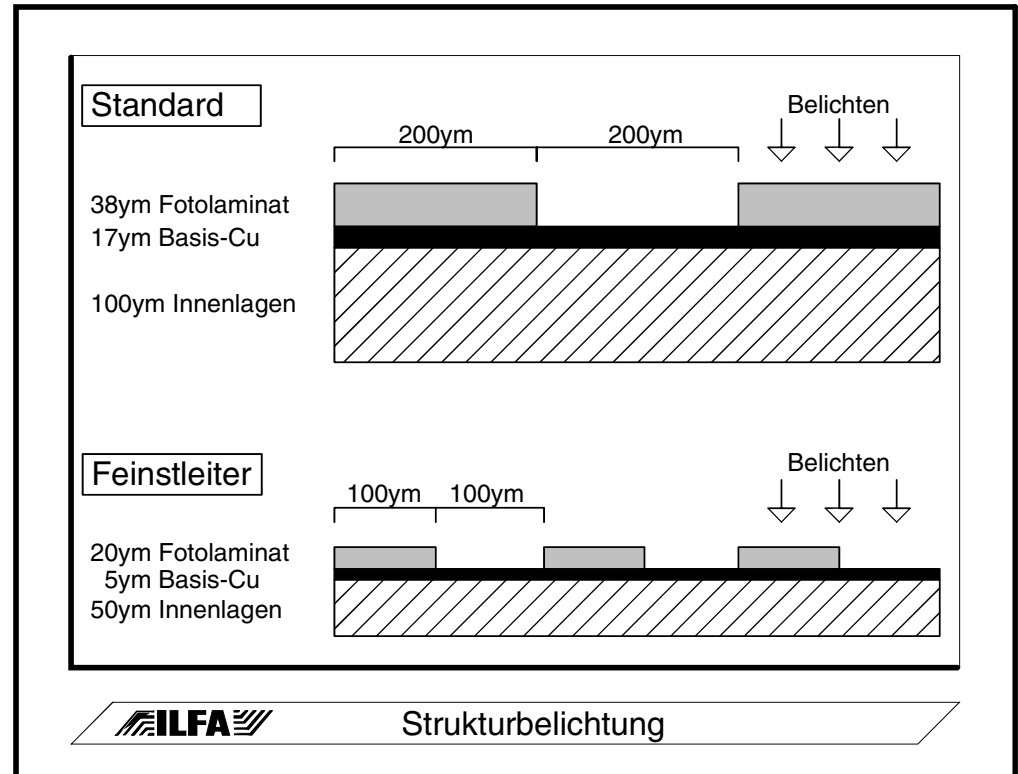 Standard
Belichten
200ym 200ym
38ym Fotolaminat
17ym Basis-Cu
100ym Innenlagen
Feinstleiter
Belichten
100ym 100ym
20ym Fotolaminat
5ym Basis-Cu
50ym Innenlagen
ILFA Strukturbelichtung